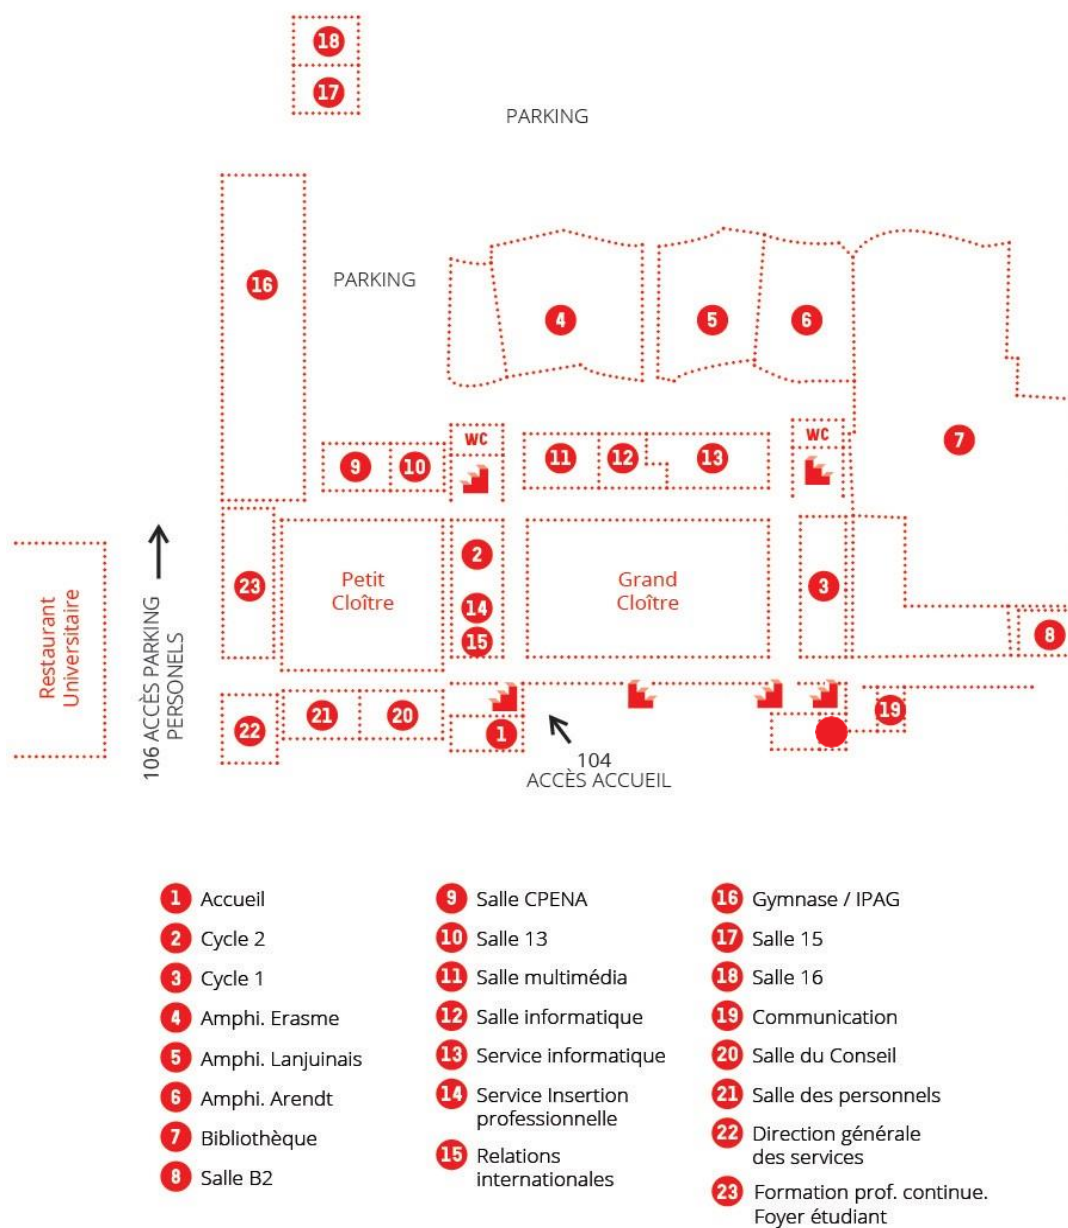 18
17
PARKING
16
PARKING
4
5
6
7
WC
WC
9
10
11
12
13
2
23
Petit
Cloître
14
15
Grand
Cloître
3
8
Restaurant
Universitaire
106 ACCÈS PARKING
PERSONELS
22
21
20
1
19
104
ACCÈS ACCUEIL
1 Accueil
2 Cycle 2
3 Cycle 1
4 Amphi. Erasme
5 Amphi. Lanjuinais
6 Amphi. Arendt
7 Bibliothèque
8 Salle B2
9 Salle CPENA
10 Salle 13
11 Salle multimédia
12 Salle informatique
13 Service informatique
14 Service Insertion
professionnelle
15 Relations
internationales
16 Gymnase / IPAG
17 Salle 15
18 Salle 16
19 Communication
20 Salle du Conseil
21 Salle des personnels
22 Direction générale
des services
23 Formation prof. continue.
Foyer étudiant